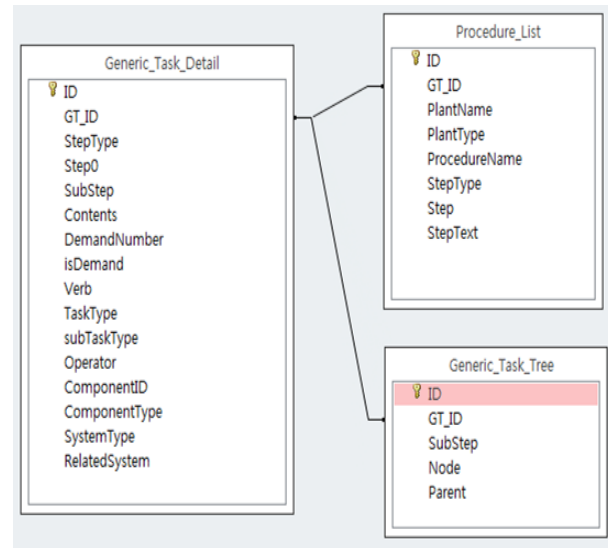 Generic_Task_Detail
ID
GT_ID
StepType
Step0
SubStep
Contents
DemandNumber
isDemand
Verb
TaskType
subTaskType
Operator
ComponentID
ComponentType
SystemType
RelatedSystem
Procedure_List
ID
GT_ID
PlantName
PlantType
ProcedureName
StepType
Step
StepText
Generic_Task_Tree
ID
GT_ID
SubStep
Node
Parent